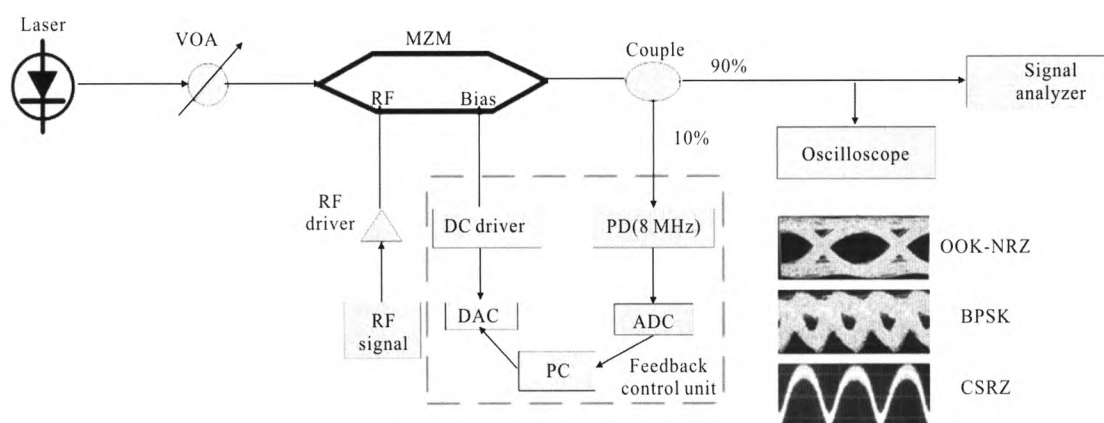 Laser
VOA
MZM
RF
Bias
Couple
90%
10%
Signal
analyzer
Oscilloscope
RF
driver
DC driver
PD(8 MHz)
RF
signal
DAC
ADC
PC
Feedback
control unit
OOK-NRZ
BPSK
CSRZ